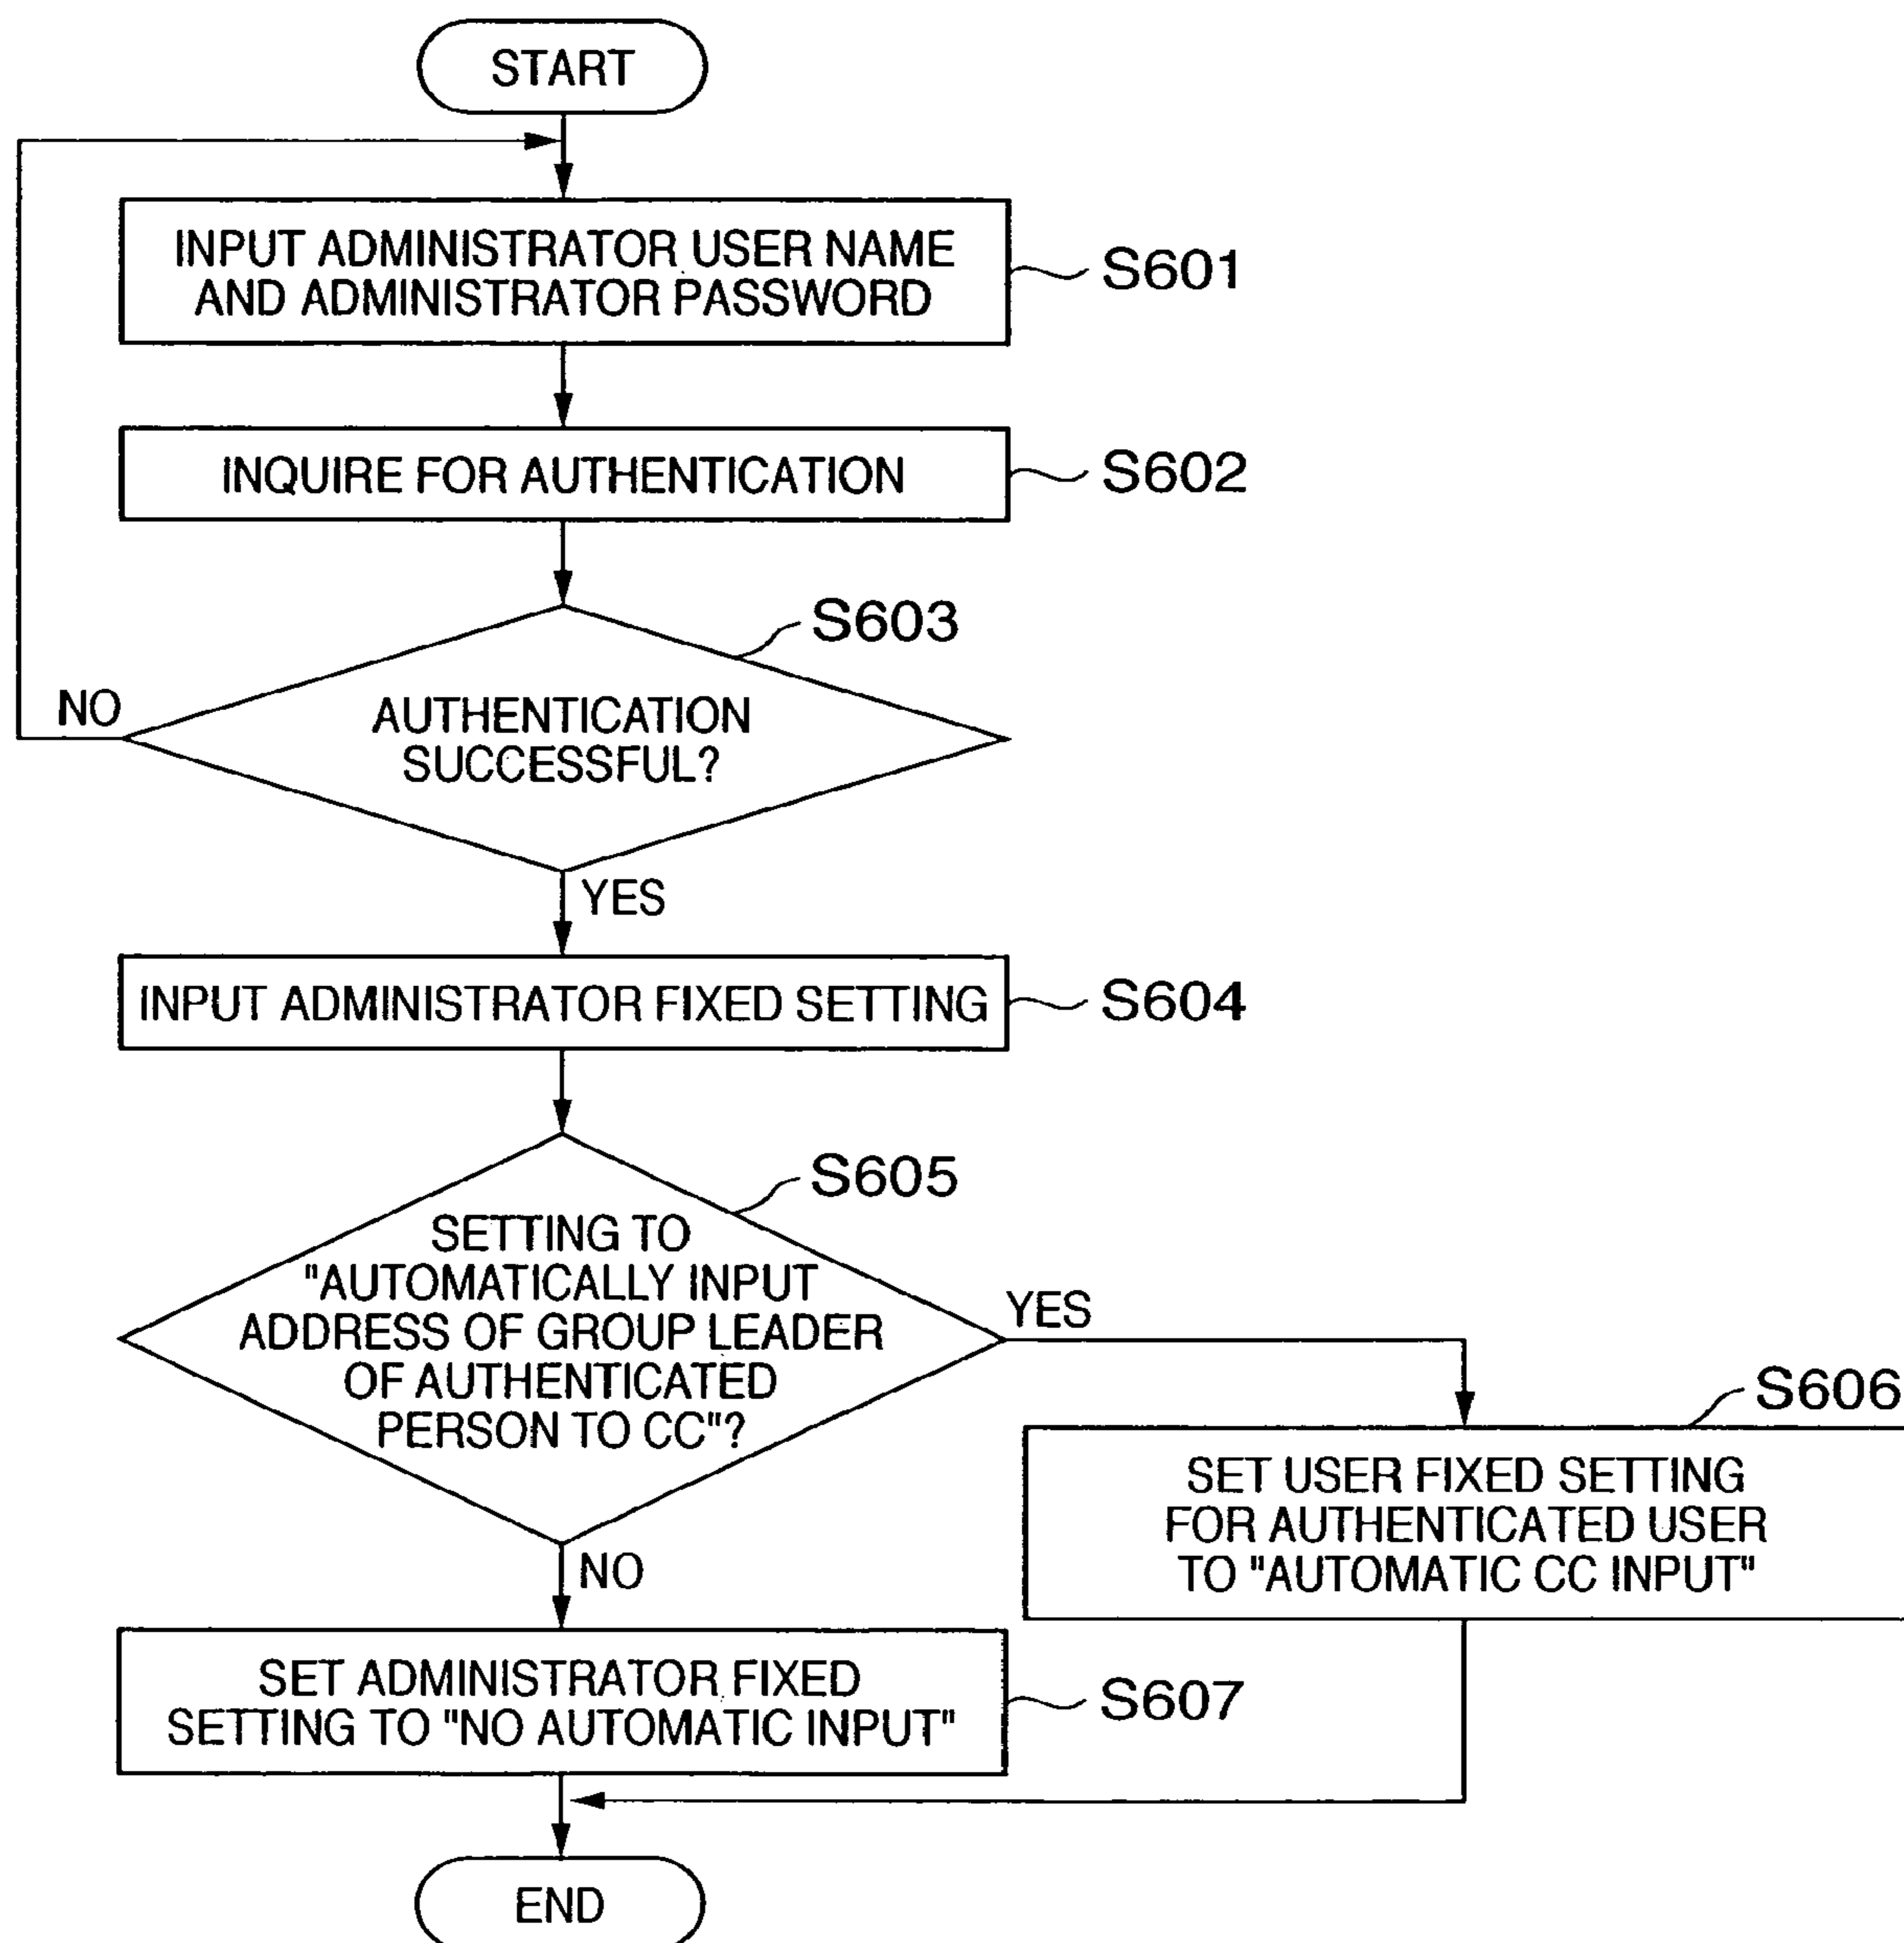 START
INPUT ADMINISTRATOR USER NAME
AND ADMINISTRATOR PASSWORD
S601
INQUIRE FOR AUTHENTICATION
S602
S603
AUTHENTICATION
SUCCESSFUL?
NO
YES
INPUT ADMINISTRATOR FIXED SETTING
S604
S605
SETTING TO
"AUTOMATICALLY INPUT
ADDRESS OF GROUP LEADER
OF AUTHENTICATED
PERSON TO CC"?
YES
S606
SET USER FIXED SETTING
FOR AUTHENTICATED USER
TO "AUTOMATIC CC INPUT"
NO
SET ADMINISTRATOR FIXED
SETTING TO "NO AUTOMATIC INPUT"
S607
END